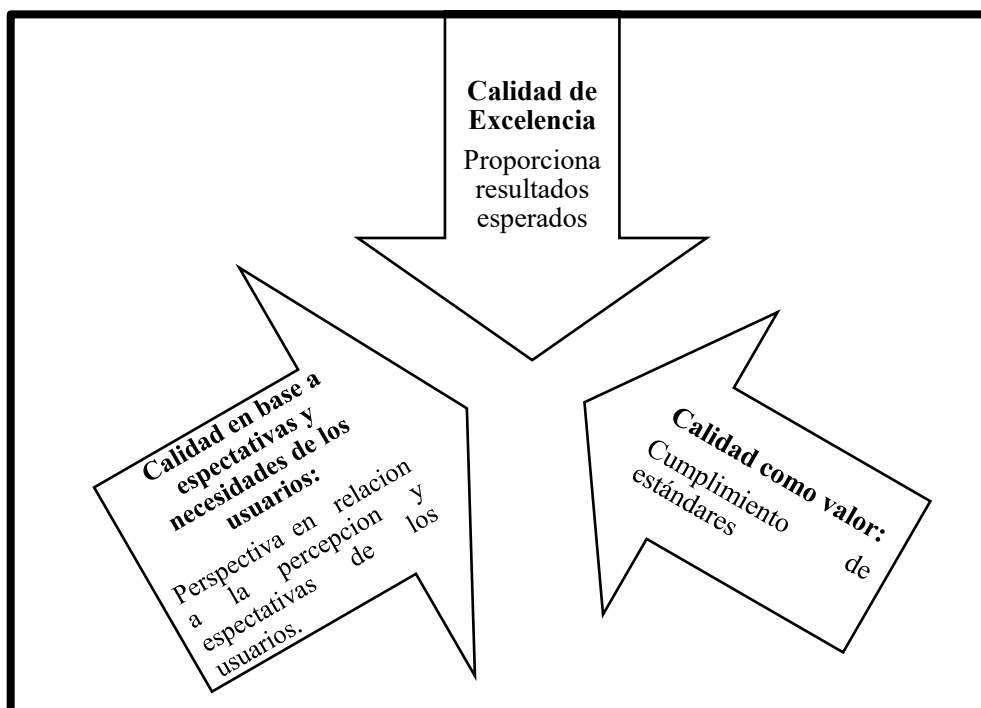 Calidad de
Excelencia
Proporciona
resultados
esperados
Calidad en base a
espectativas y
necesidades de los
usuarios:
Perspectiva en relacion
a la percepcion y
espectativas de los
usuarios.
Calidad como valor:
Cumplimiento de
estándares